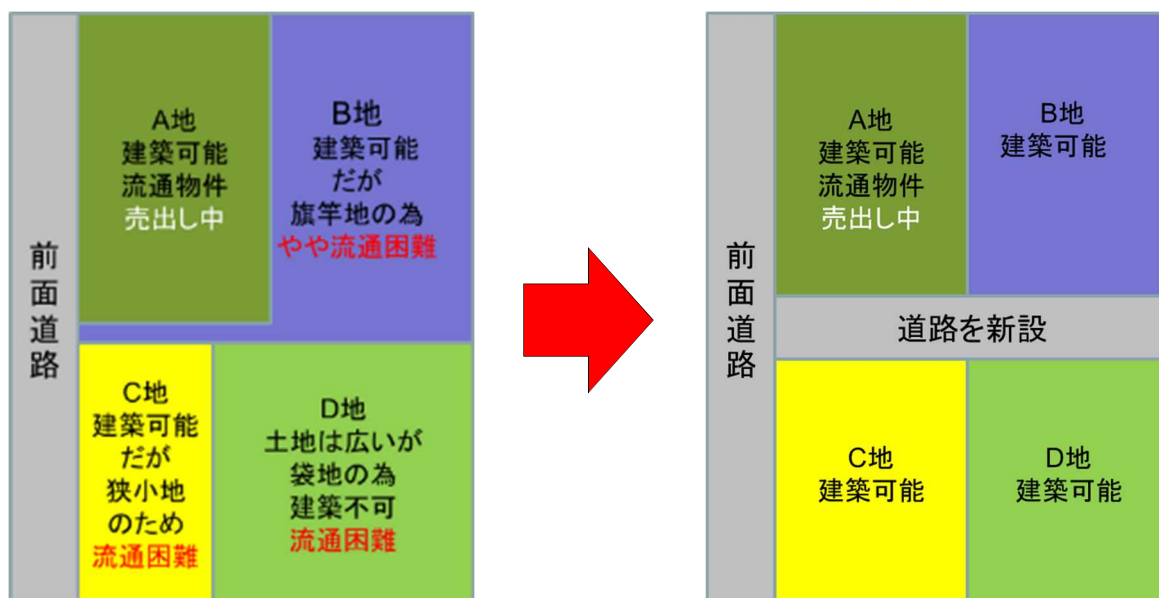 前面道路
A地
建築可能
流通物件
売出し中
B地
建築可能
だが
旗竿地の為
やや流通困難
C地
建築可能
だが
狭小地
のため
流通困難
D地
土地は広いが
袋地の為
建築不可
流通困難
前面道路
A地
建築可能
流通物件
売出し中
B地
建築可能
道路を新設
C地
建築可能
D地
建築可能